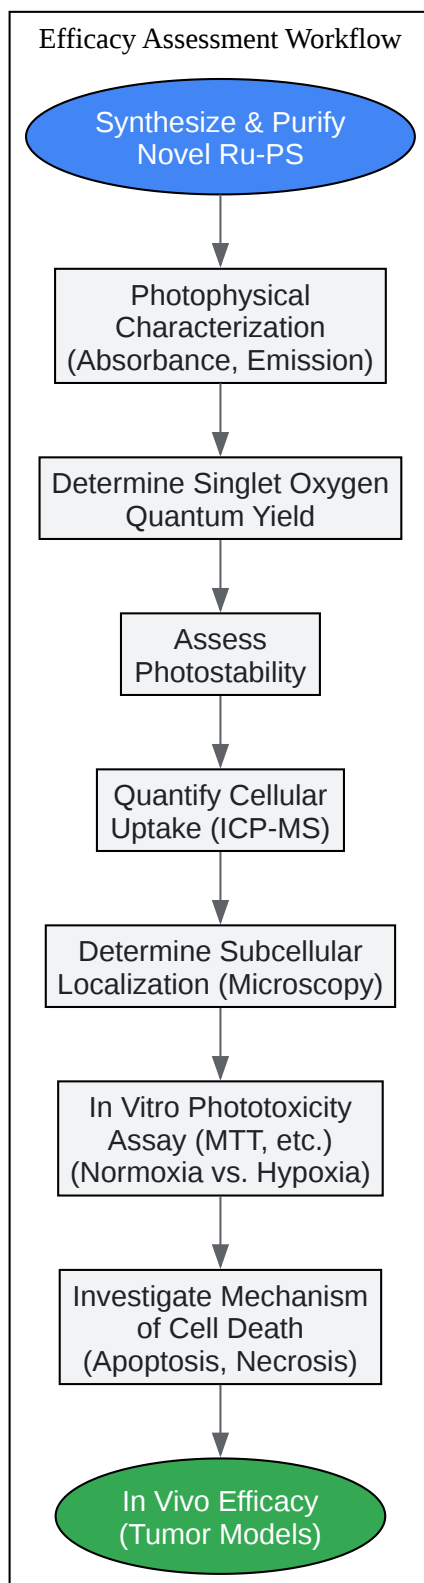 Efficacy Assessment Workflow
Synthesize & Purify
Novel Ru-PS
Photophysical
Characterization
(Absorbance, Emission)
Determine Singlet Oxygen
Quantum Yield
Assess
Photostability
Quantify Cellular
Uptake (ICP-MS)
Determine Subcellular
Localization (Microscopy)
In Vitro Phototoxicity
Assay (MTT, etc.)
(Normoxia vs. Hypoxia)
Investigate Mechanism
of Cell Death
(Apoptosis, Necrosis)
In Vivo Efficacy
(Tumor Models)